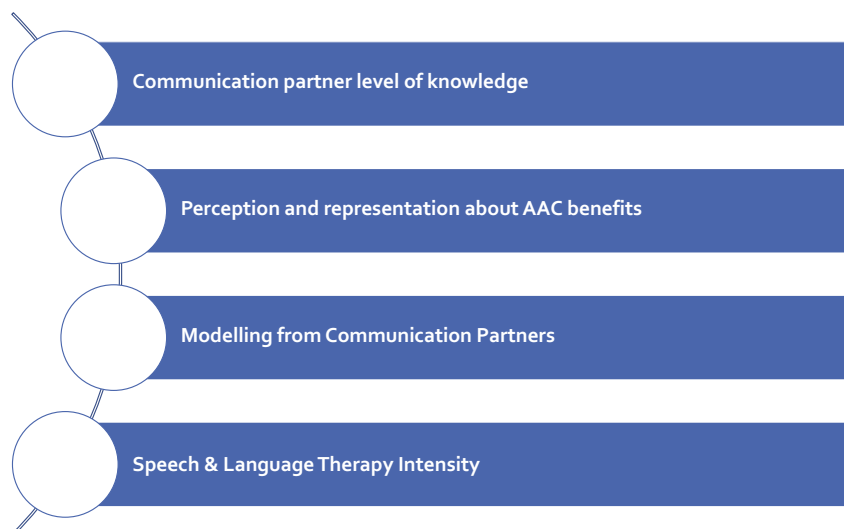 Communication partner level of knowledge
Perception and representation about AAC benefits
Modelling from Communication Partners
Speech & Language Therapy Intensity